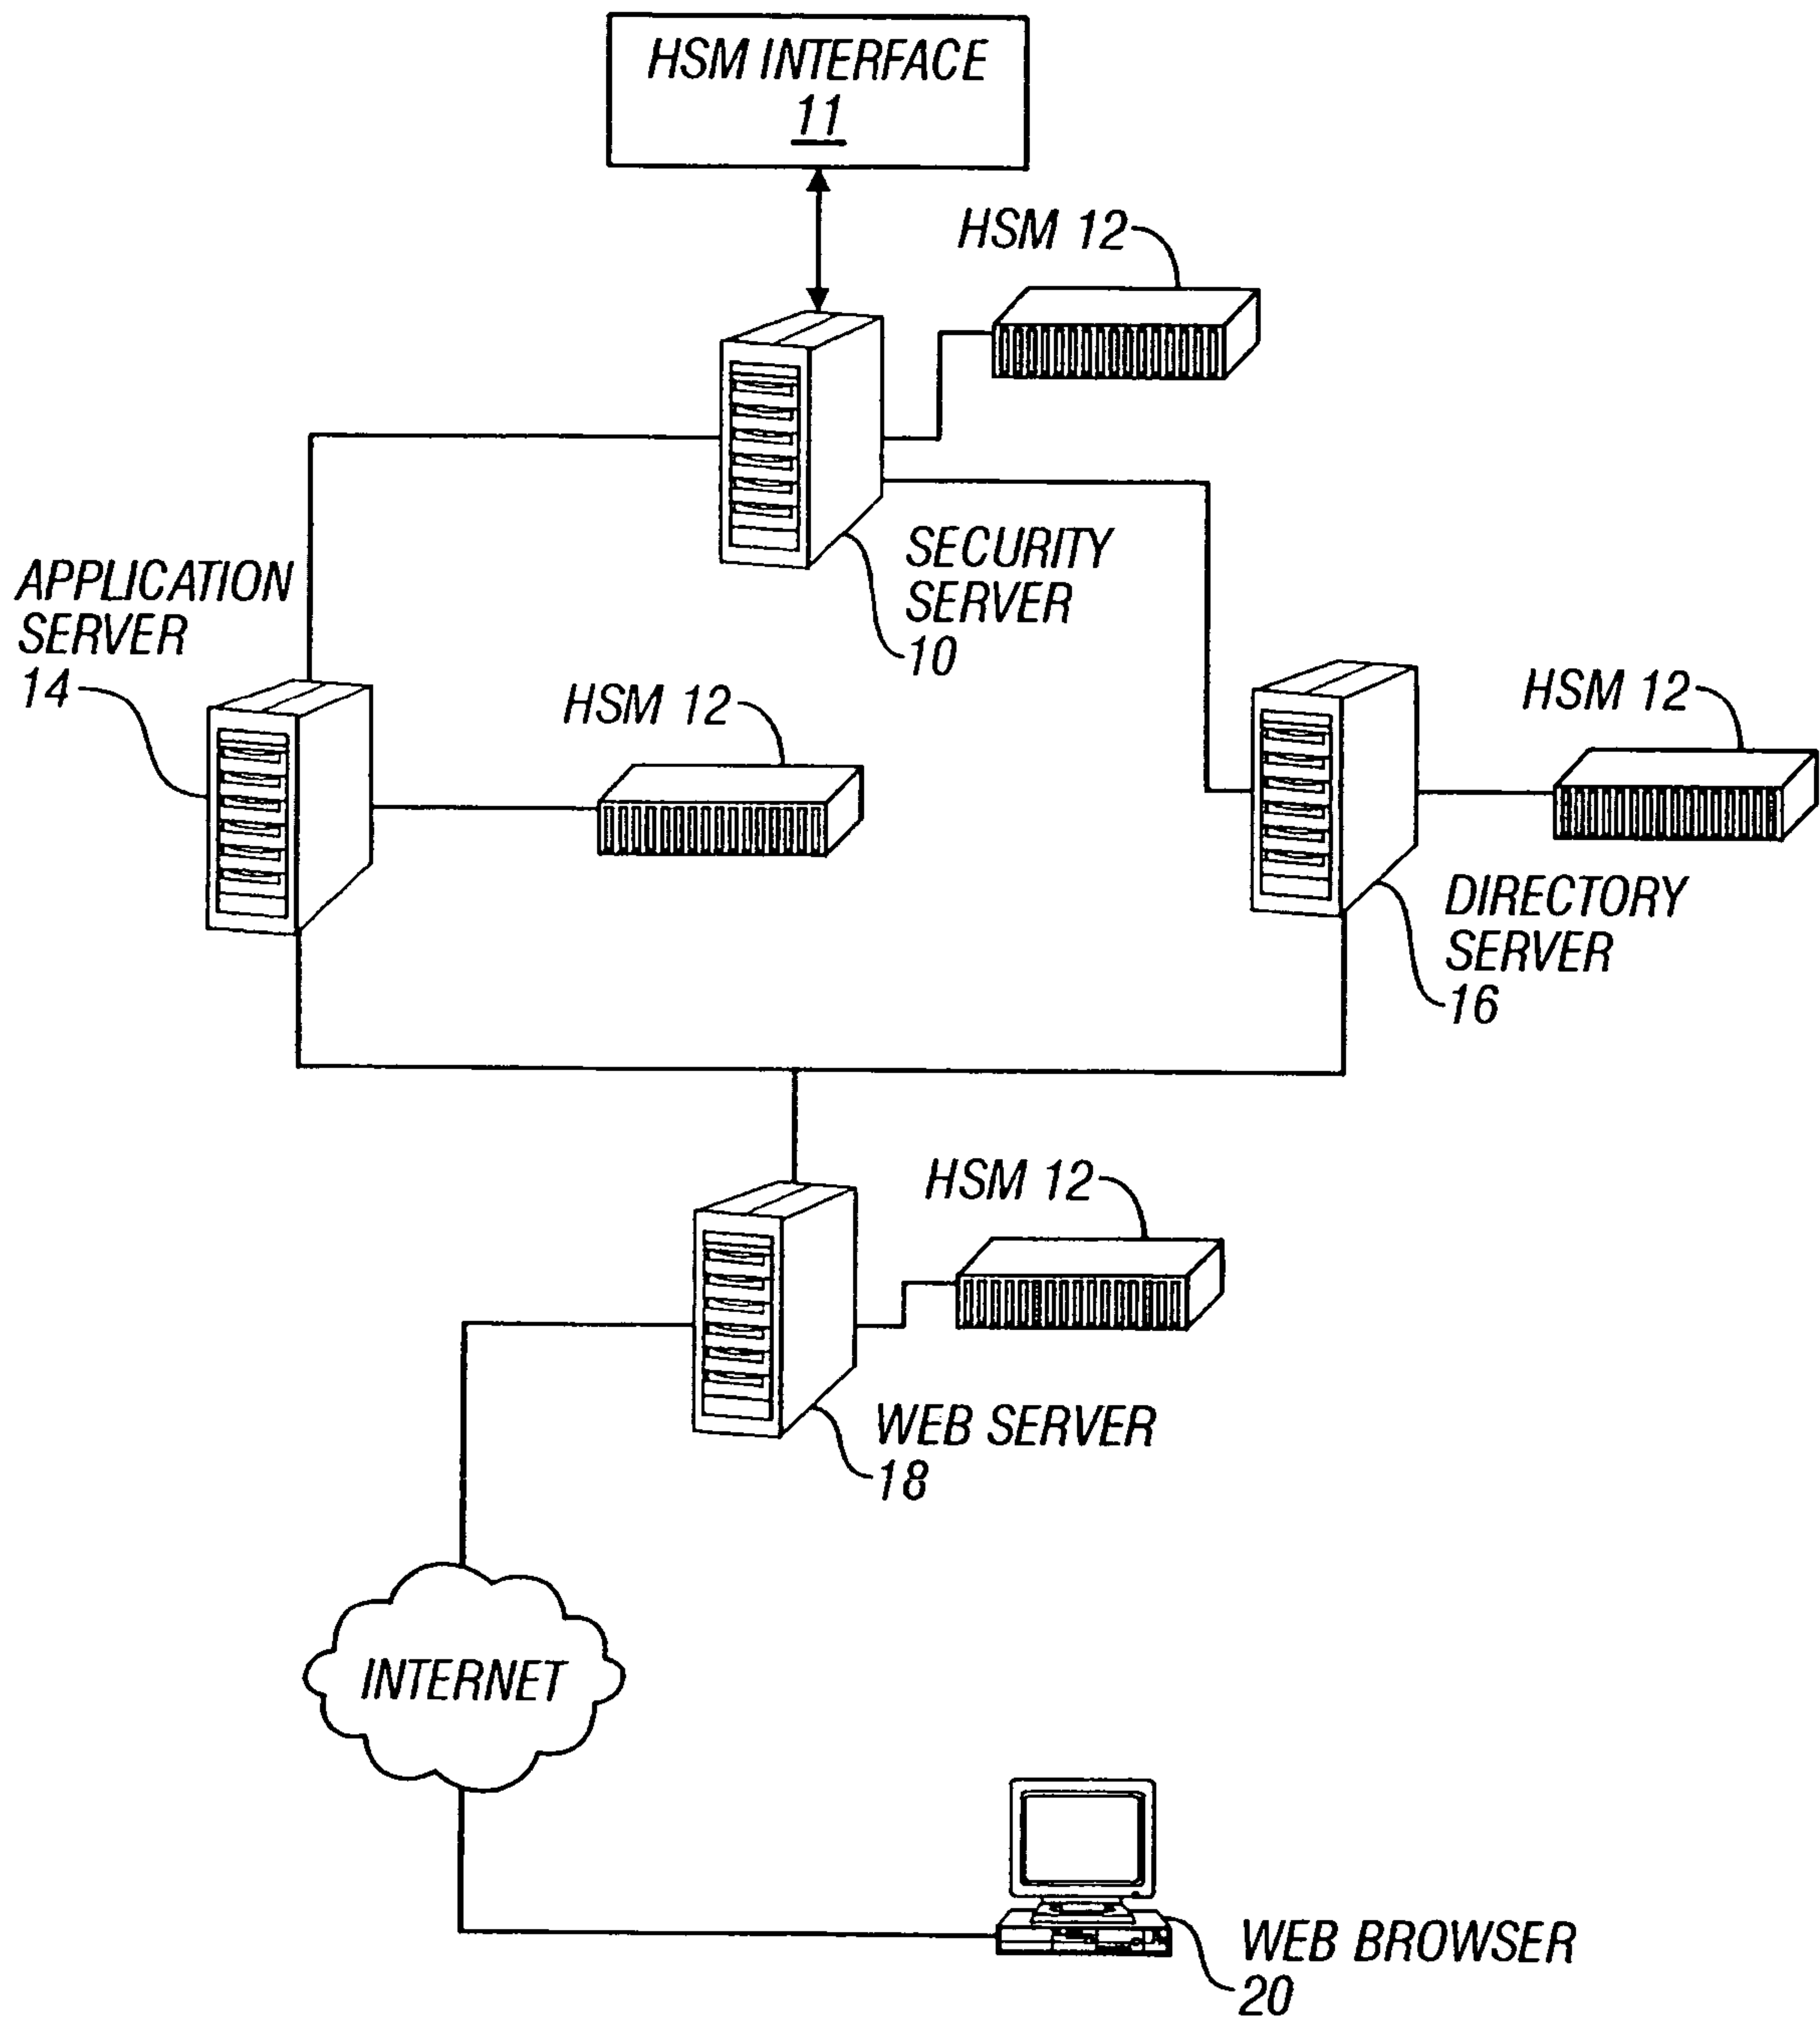 HSM INTERFACE
11
HSM 12
SECURITY
SERVER
10
APPLICATION
SERVER
14
HSM 12
HSM 12
DIRECTORY
SERVER
16
HSM 12
WEB SERVER
18
INTERNET
WEB BROWSER
20